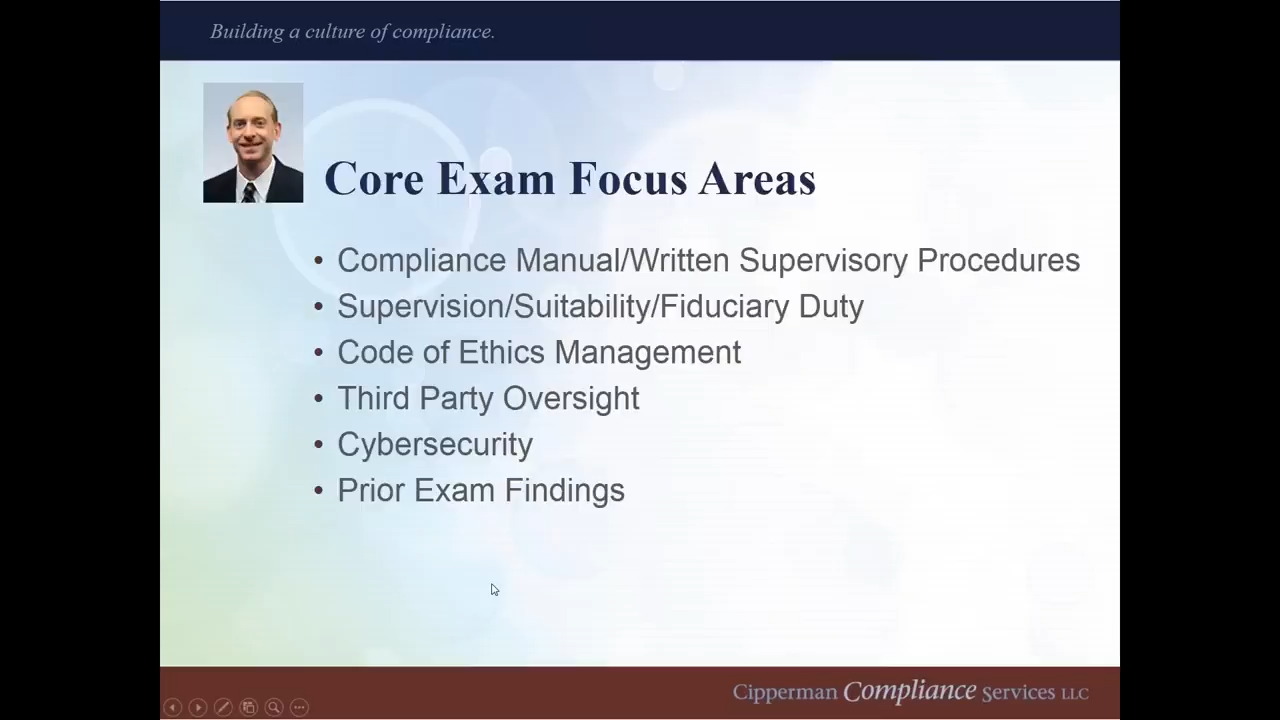 Building a culture of compliance.
Core Exam Focus Areas
• Compliance Manual/Written Supervisory Procedures
• Supervision/Suitability/Fiduciary Duty
• Code of Ethics Management
• Third Party Oversight
• Cybersecurity
• Prior Exam Findings
Cipperman Compliance Services LLC